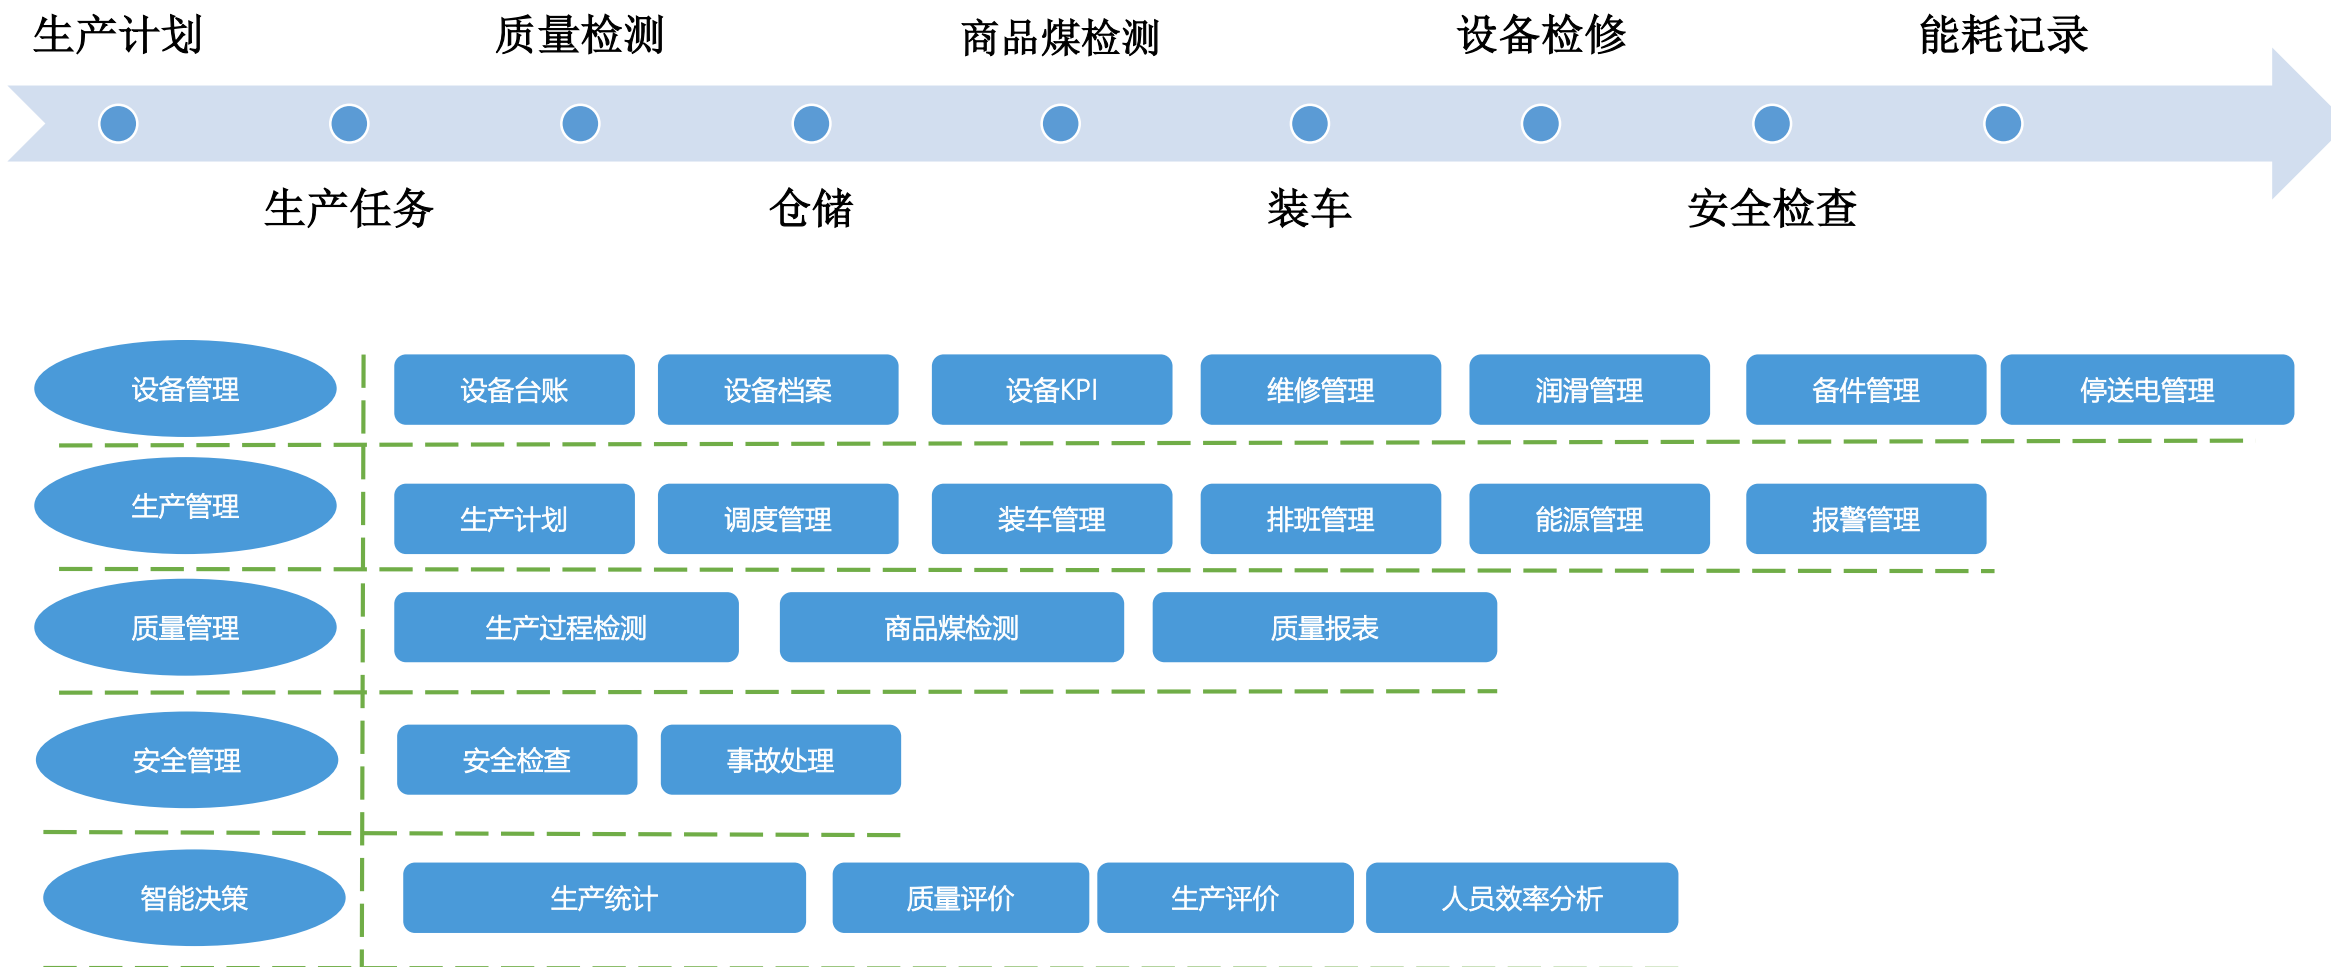 生产计划 质量检测 商品煤检测 设备检修 能耗记录
生产任务 仓储 装车 安全检查
设备管理 设备台账 设备档案 设备KPI 维修管理 润滑管理 备件管理 停送电管理
生产管理 生产计划 调度管理 装车管理 排班管理 能源管理 报警管理
质量管理 生产过程检测 商品煤检测 质量报表
安全管理 安全检查 事故处理
智能决策 生产统计 质量评价 生产评价 人员效率分析